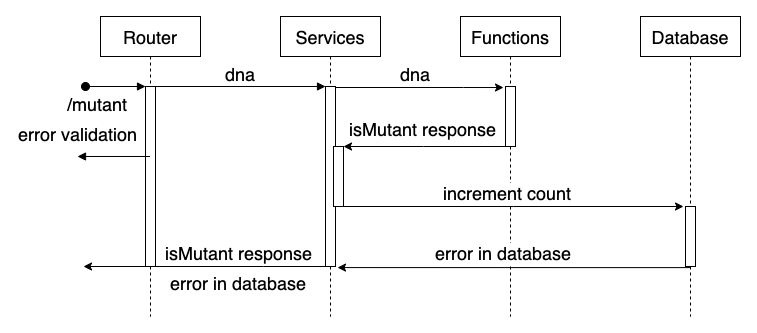 Router
Services
Functions
Database
dna
dna
/mutant
error validation
isMutant response
increment count
isMutant response
error in database
error in database